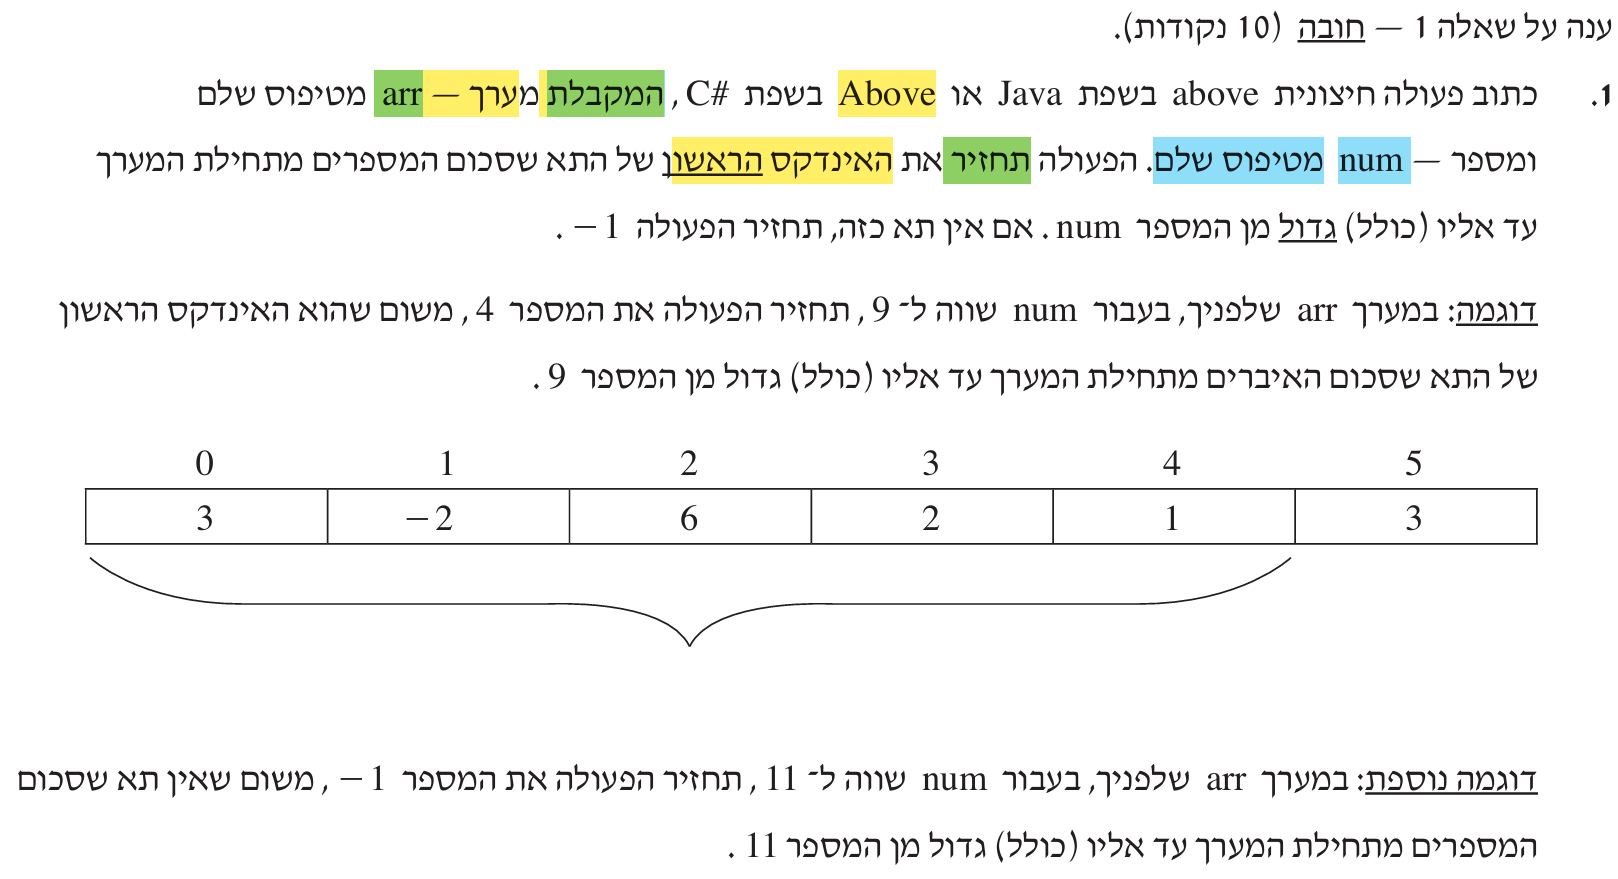 ענה על שאלה 1 — חובה (10 נקודות).
1. כתוב פעולה חיצונית above בשפת Java או Above בשפת C#, המקבלת מערך — arr מטיפוס שלם
ומספר — num מטיפוס שלם. הפעולה תחזיר את האינדקס הראשון של התא שסכום המספרים מתחילת המערך
עד אליו (כולל) גדול מן המספר num. אם אין תא כזה, תחזיר הפעולה −1.
דוגמה: במערך arr שלפניך, בעבור num שווה ל־9, תחזיר הפעולה את המספר 4, משום שהוא האינדקס הראשון
של התא שסכום האיברים מתחילת המערך עד אליו (כולל) גדול מן המספר 9.
0 1 2 3 4 5
3 −2 6 2 1 3
דוגמה נוספת: במערך arr שלפניך, בעבור num שווה ל־11, תחזיר הפעולה את המספר −1, משום שאין תא שסכום
המספרים מתחילת המערך עד אליו (כולל) גדול מן המספר 11.